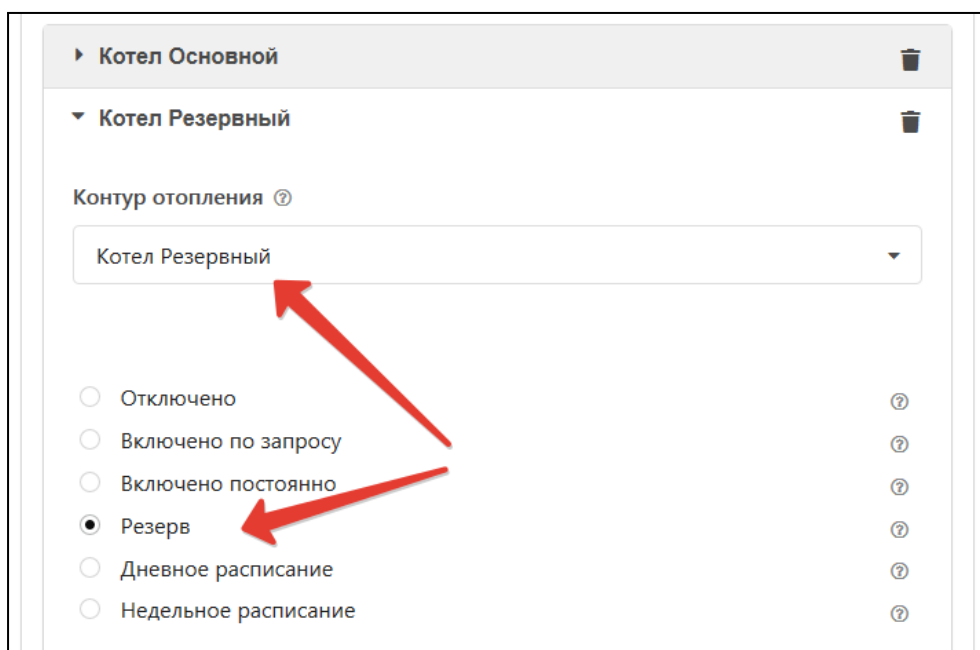 Котел Основной
Котел Резервный
Контур отопления
Котел Резервный
Отключено
Включено по запросу
Включено постоянно
Резерв
Дневное расписание
Недельное расписание